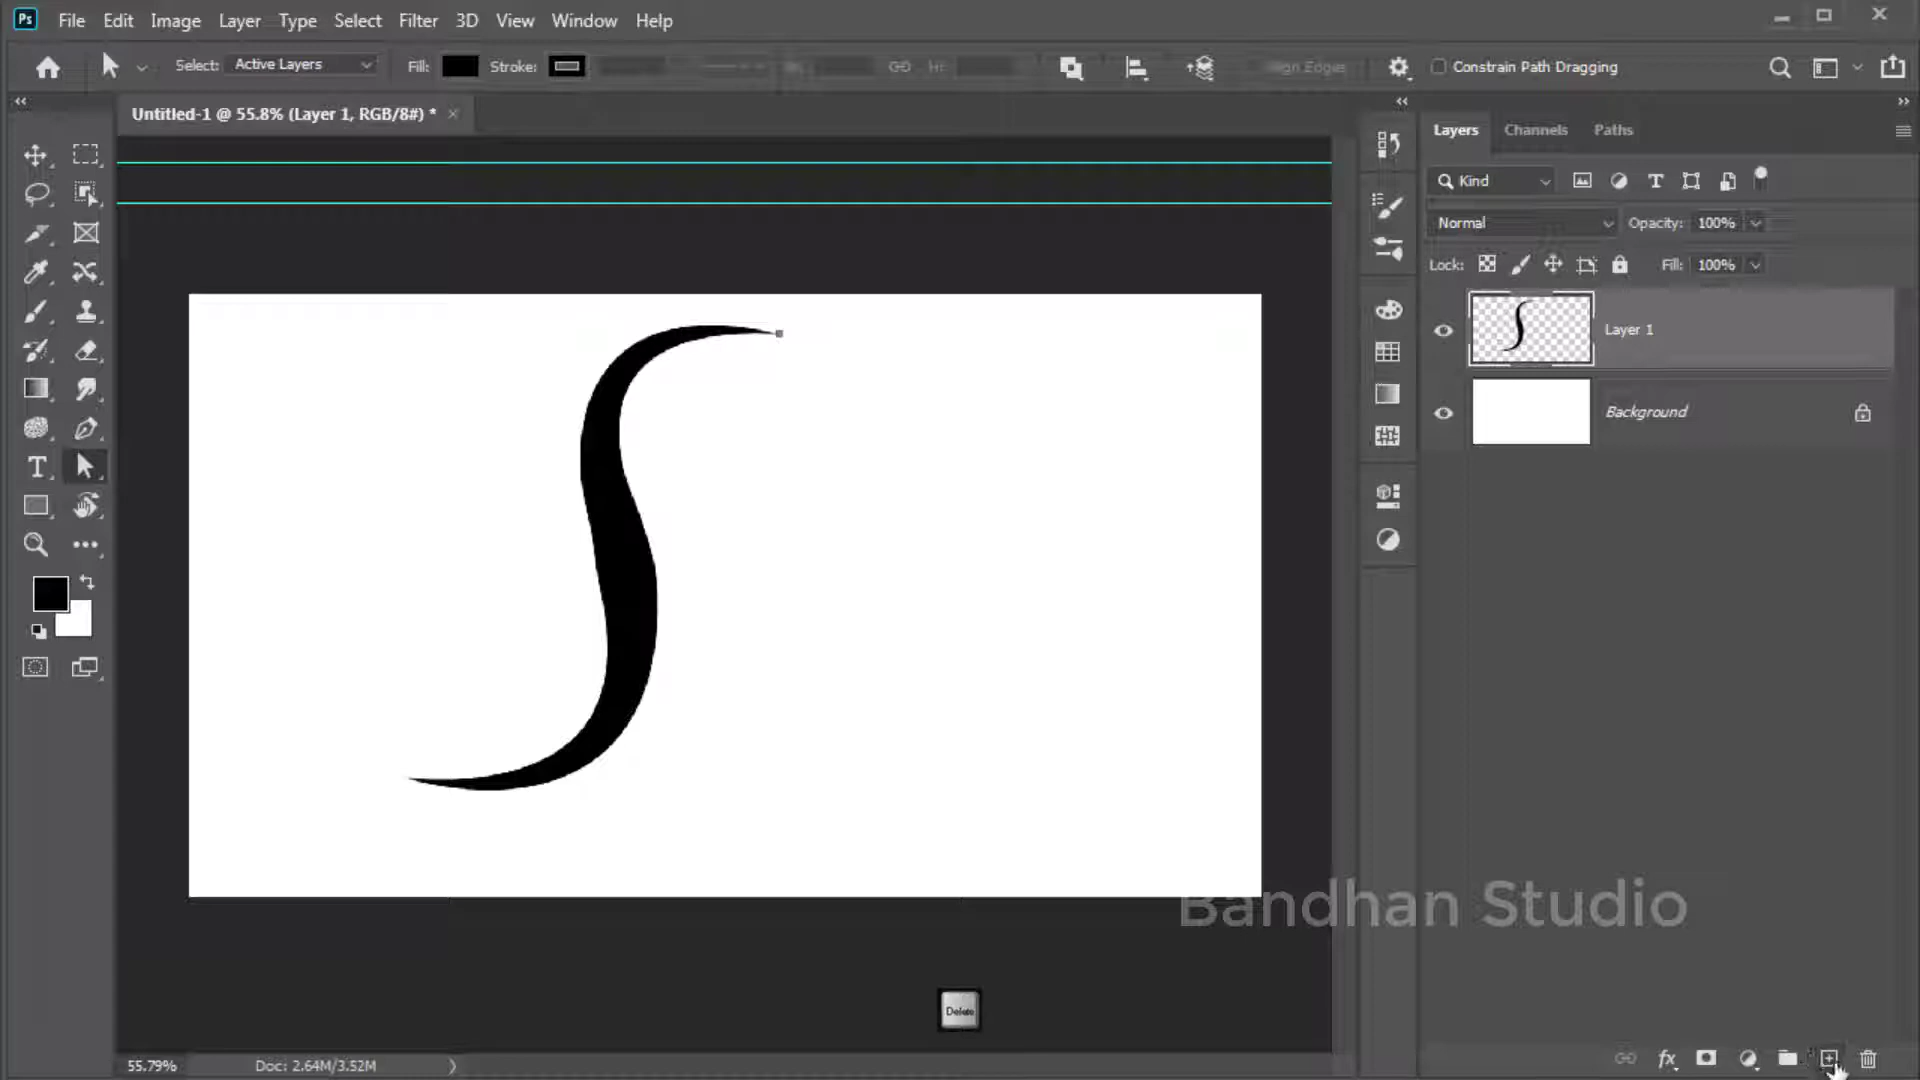 Ps File Edit Image Layer Type Select Filter 3D View Window Help
Select: Active Layers Fill: Stroke: Align Edges Constrain Path Dragging
Untitled-1 @ 55.8% (Layer 1, RGB/8#) *
Layers Channels Paths
Kind
Normal Opacity: 100%
Lock: Fill: 100%
Layer 1
Background
Bandhan Studio
Delete
55.79% Doc: 2.64M/3.52M